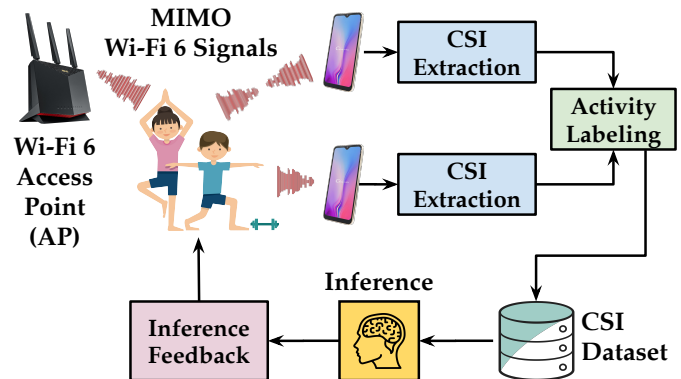 MIMO
Wi-Fi 6 Signals
CSI
Extraction
Activity
Labeling
Wi-Fi 6
Access
Point
(AP)
CSI
Extraction
Inference
Inference
Feedback
CSI
Dataset